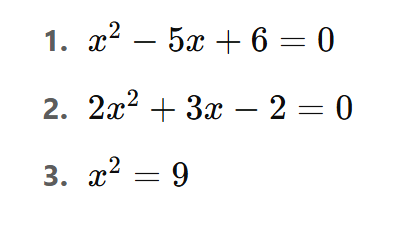 1. x² − 5x + 6 = 0
2. 2x² + 3x − 2 = 0
3. x² = 9